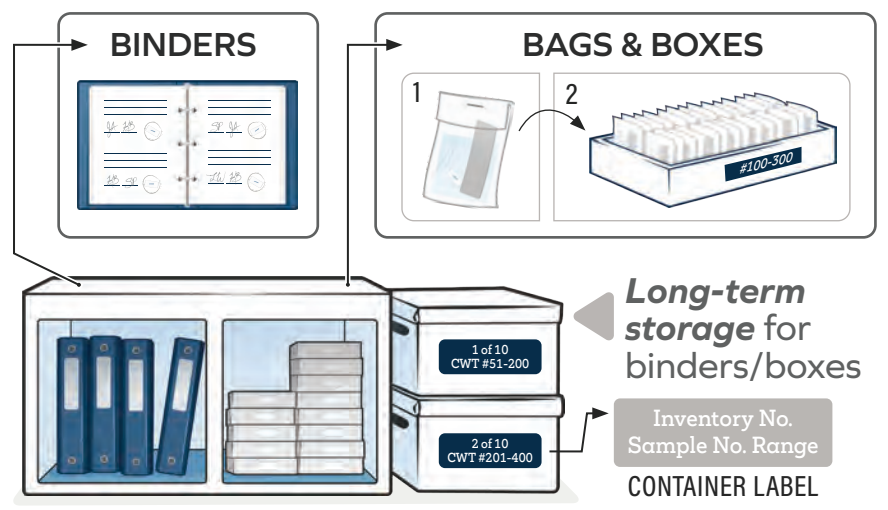 BINDERS
BAGS & BOXES
1
2
#100-300
1 of 10
CWT #51-200
2 of 10
CWT #201-400
Long-term
storage for
binders/boxes
Inventory No.
Sample No. Range
CONTAINER LABEL